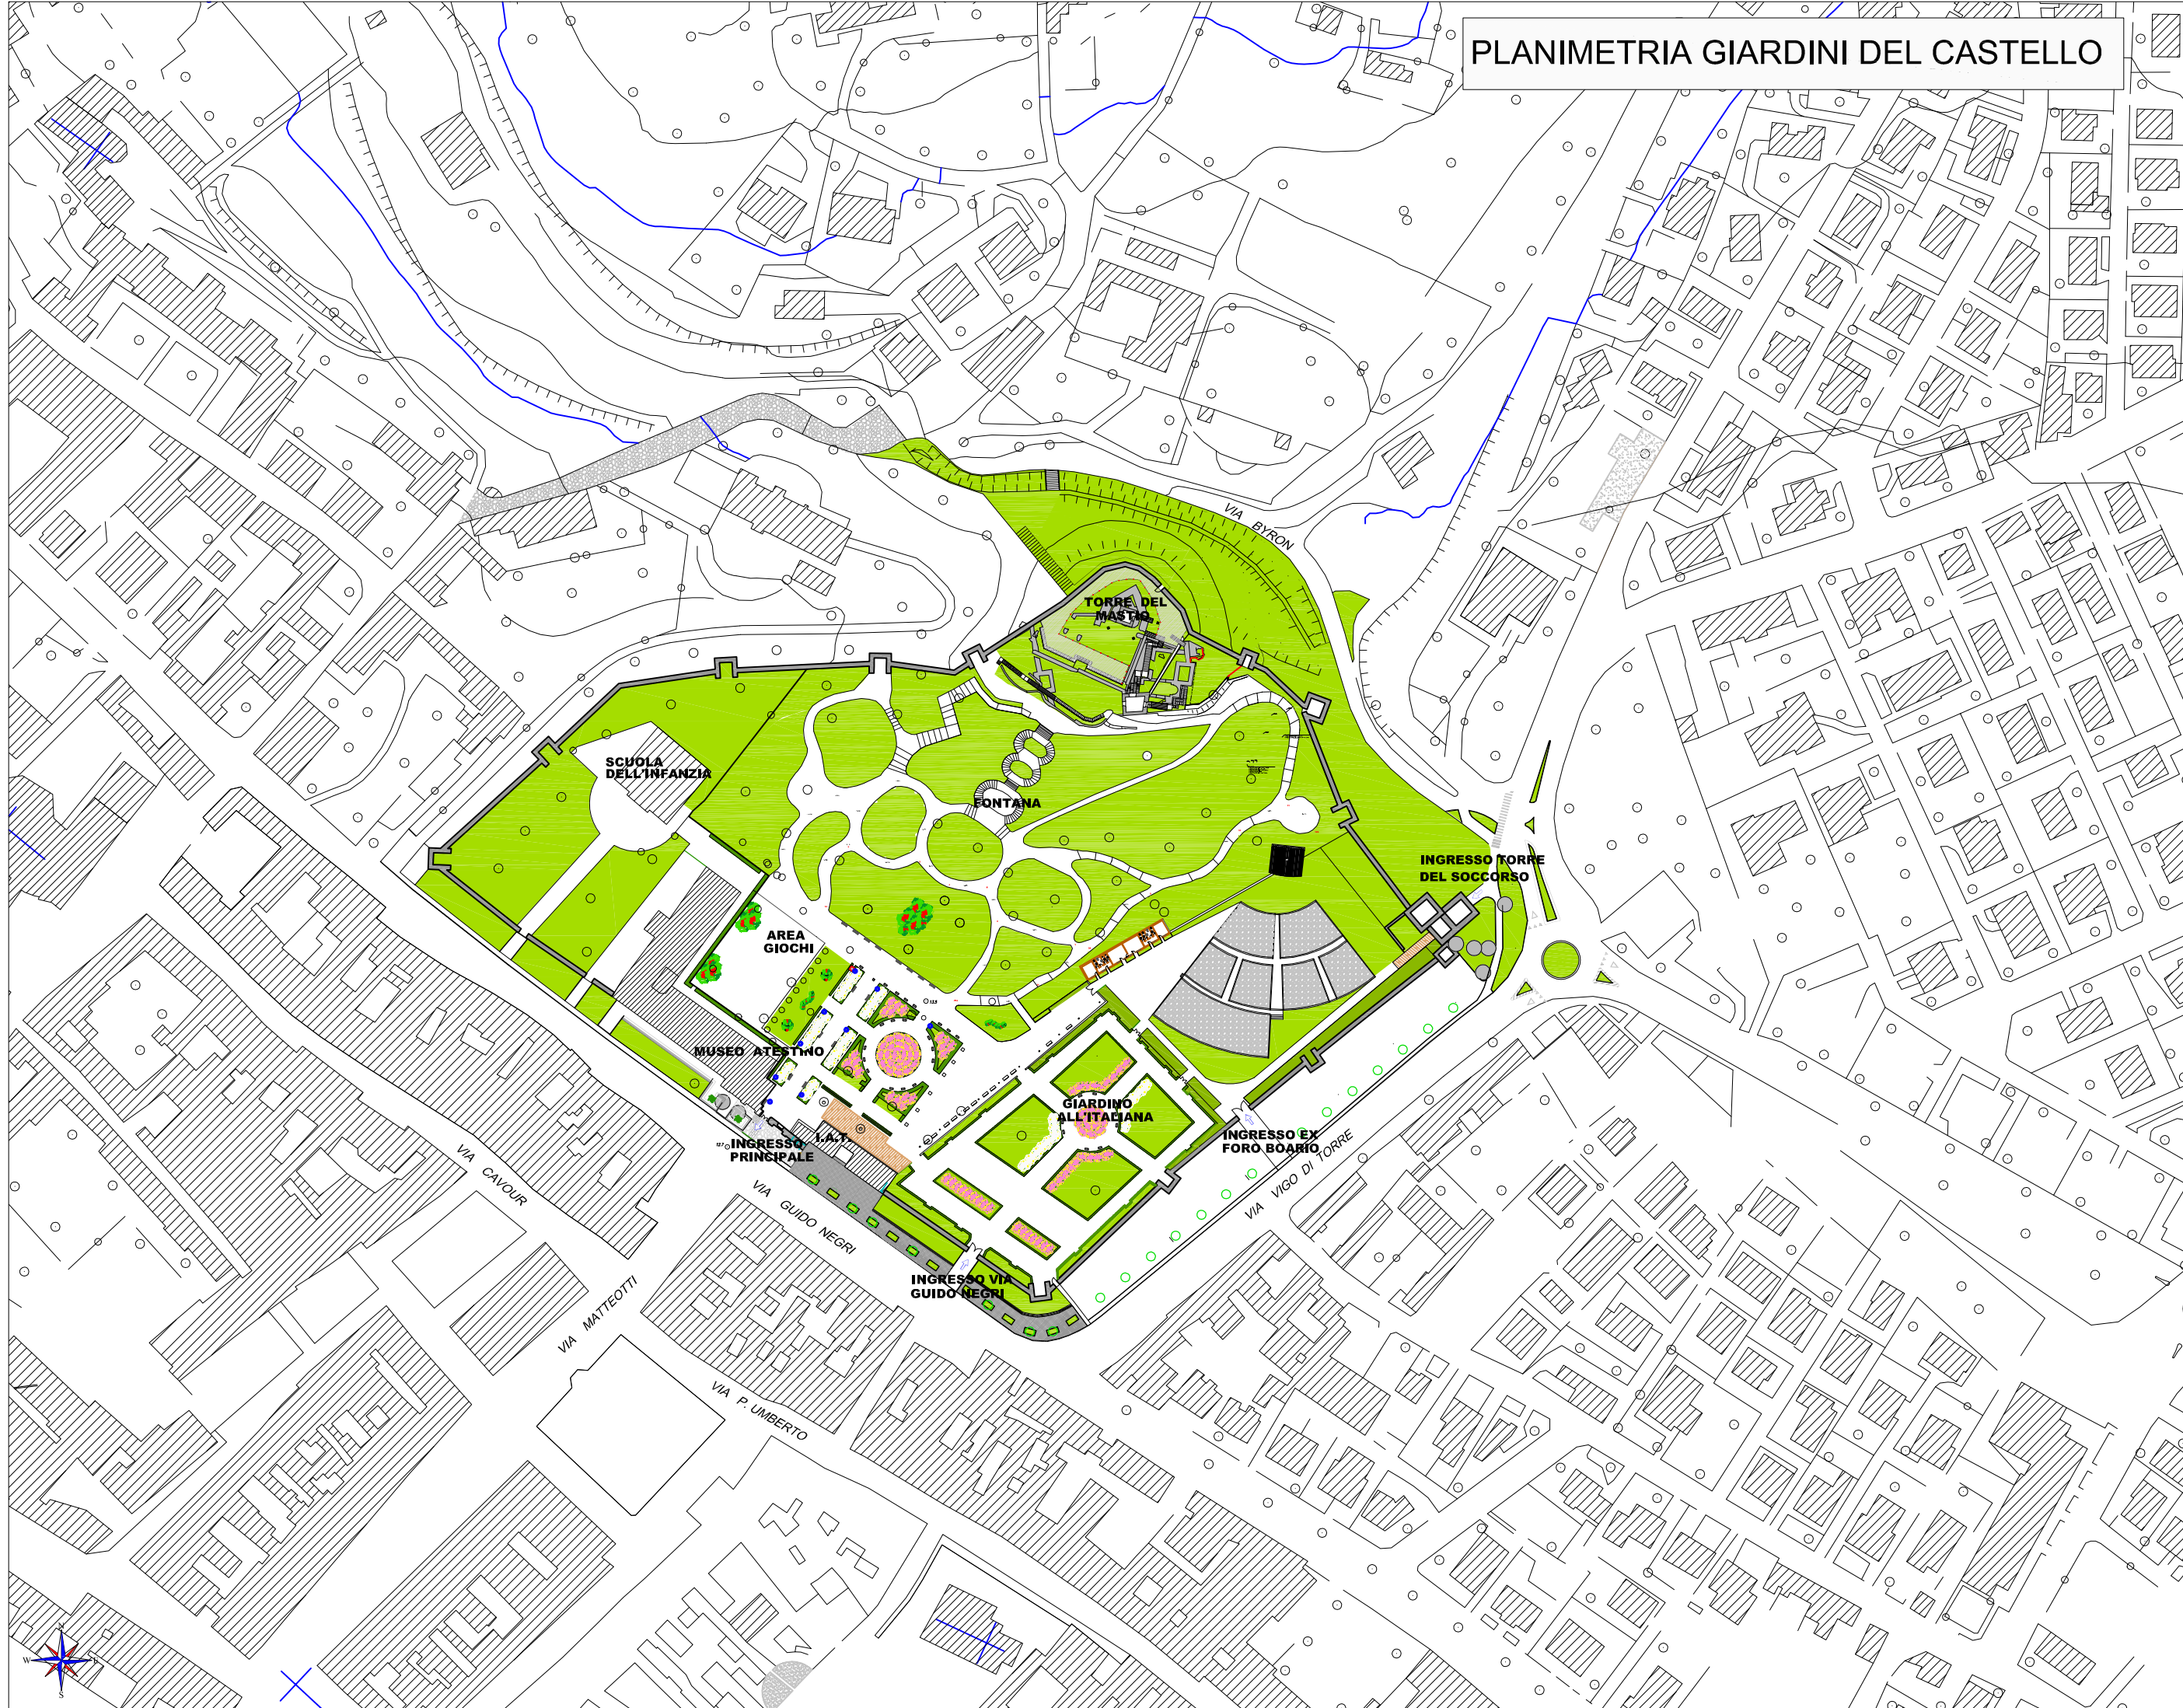 PLANIMETRIA GIARDINI DEL CASTELLO
VIA BYRON
TORRE DEL
MASTIO
SCUOLA
DELL'INFANZIA
FONTANA
INGRESSO TORRE
DEL SOCCORSO
AREA
GIOCHI
MUSEO ATESTINO
GIARDINO
ALL'ITALIANA
I.A.T.
INGRESSO
PRINCIPALE
INGRESSO EX
FORO BOARIO
VIA VIGO DI TORRE
VIA CAVOUR
VIA GUIDO NEGRI
INGRESSO VIA
GUIDO NEGRI
VIA MATTEOTTI
VIA P. UMBERTO
N
W
E
S